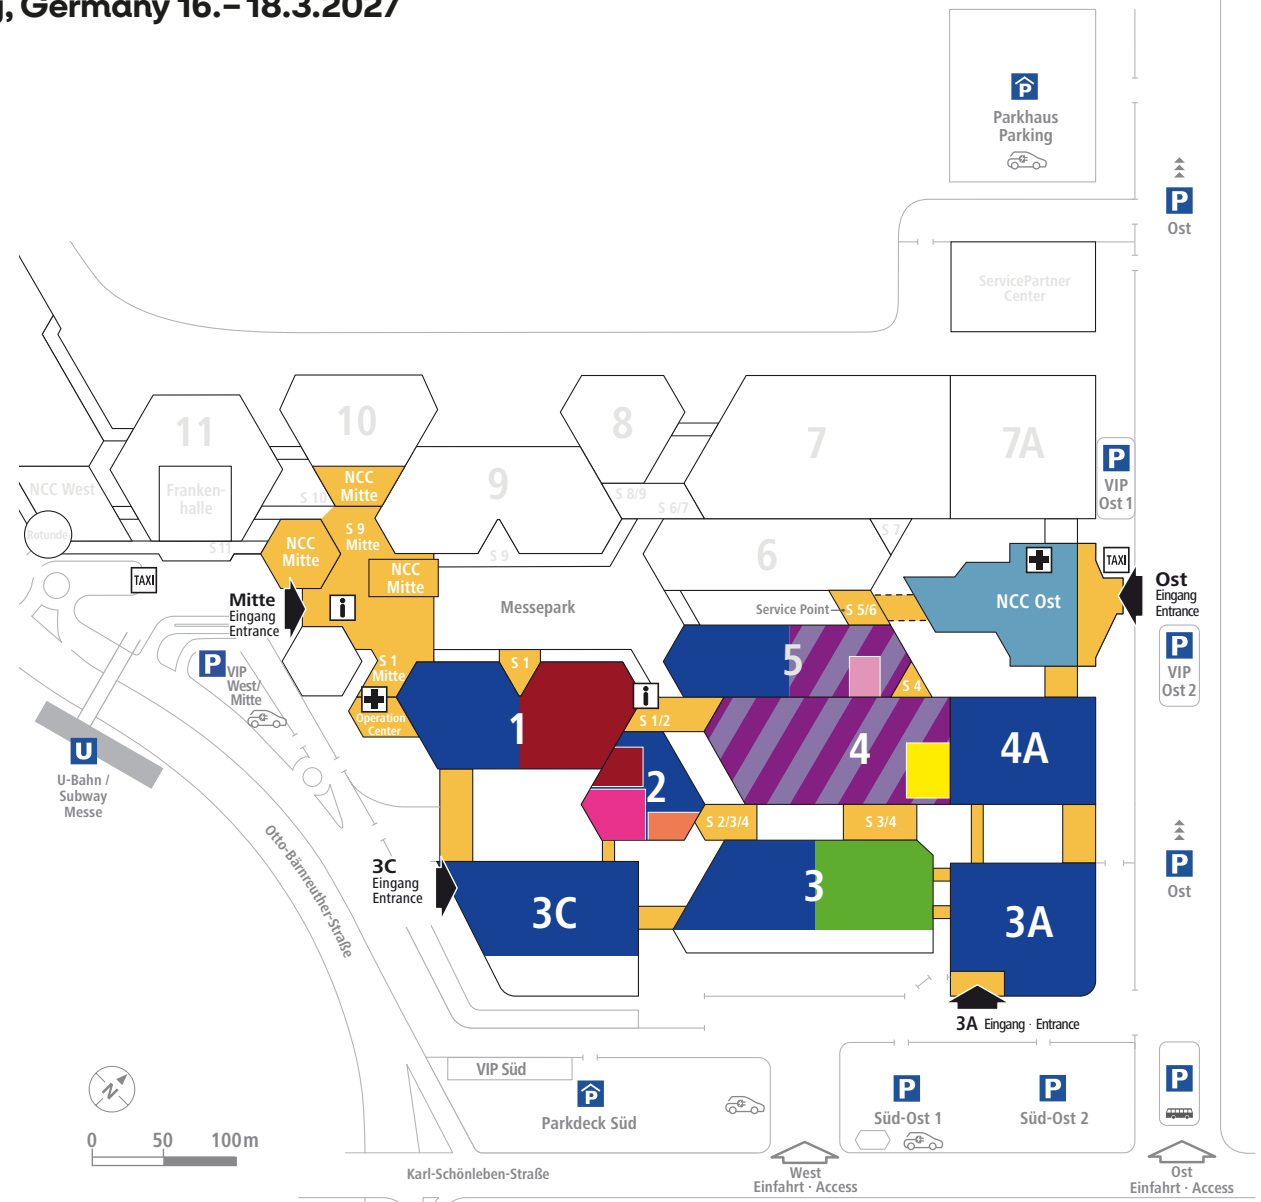 , Germany 16.–18.3.2027
P
Parkhaus
Parking
P
Ost
ServicePartner
Center
11
10
8
7
7A
NCC West
Franken-
halle
Rotunde
S 10
S 11
NCC
Mitte
9
S 8/9
S 6/7
S 9
S 7
P
VIP
Ost 1
S 9
Mitte
NCC
Mitte
NCC
Mitte
6
TAXI
TAXI
Mitte
Eingang
Entrance
i
Messepark
Service Point
S 5/6
NCC Ost
Ost
Eingang
Entrance
P
VIP
West/
Mitte
S 1
Mitte
S 1
5
S 4
P
VIP
Ost 2
Operation
Center
1
i
S 1/2
4
4A
U
U-Bahn /
Subway
Messe
2
S 2/3/4
S 3/4
P
Ost
Otto-Bärnreuther-Straße
3C
Eingang
Entrance
3C
3
3A
3A Eingang · Entrance
N
0 50 100m
VIP Süd
P
Parkdeck Süd
P
Süd-Ost 1
P
Süd-Ost 2
P
Karl-Schönleben-Straße
West
Einfahrt · Access
Ost
Einfahrt · Access